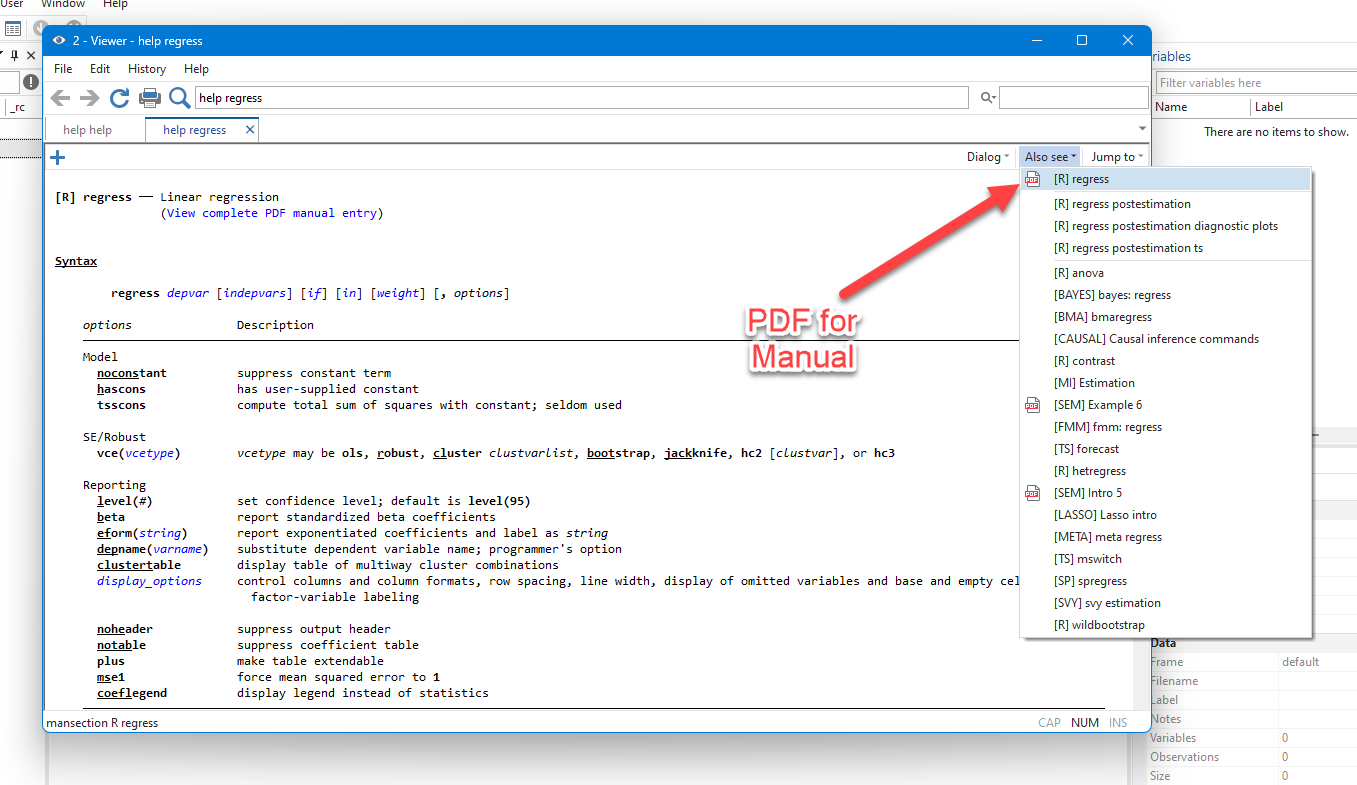 User Window Help
2 - Viewer - help regress
File Edit History Help
help regress
help help
help regress
Dialog Also see Jump to
[R] regress — Linear regression
(View complete PDF manual entry)
Syntax
regress depvar [indepvars] [if] [in] [weight] [, options]
options Description
Model
noconstant suppress constant term
hascons has user-supplied constant
tsscons compute total sum of squares with constant; seldom used
SE/Robust
vce(vcetype) vcetype may be ols, robust, cluster clustvarlist, bootstrap, jackknife, hc2 [clustvar], or hc3
Reporting
level(#) set confidence level; default is level(95)
beta report standardized beta coefficients
eform(string) report exponentiated coefficients and label as string
depname(varname) substitute dependent variable name; programmer's option
clustertable display table of multiway cluster combinations
display_options control columns and column formats, row spacing, line width, display of omitted variables and base and empty cel
factor-variable labeling
noheader suppress output header
notable suppress coefficient table
plus make table extendable
mse1 force mean squared error to 1
coeflegend display legend instead of statistics
mansection R regress
CAP NUM INS
PDF for
Manual
[R] regress
[R] regress postestimation
[R] regress postestimation diagnostic plots
[R] regress postestimation ts
[R] anova
[BAYES] bayes: regress
[BMA] bmaregress
[CAUSAL] Causal inference commands
[R] contrast
[MI] Estimation
[SEM] Example 6
[FMM] fmm: regress
[TS] forecast
[R] hetregress
[SEM] Intro 5
[LASSO] Lasso intro
[META] meta regress
[TS] mswitch
[SP] spregress
[SVY] svy estimation
[R] wildbootstrap
_rc
riables
Filter variables here
Name Label
There are no items to show.
Data
Frame default
Filename
Label
Notes
Variables 0
Observations 0
Size 0